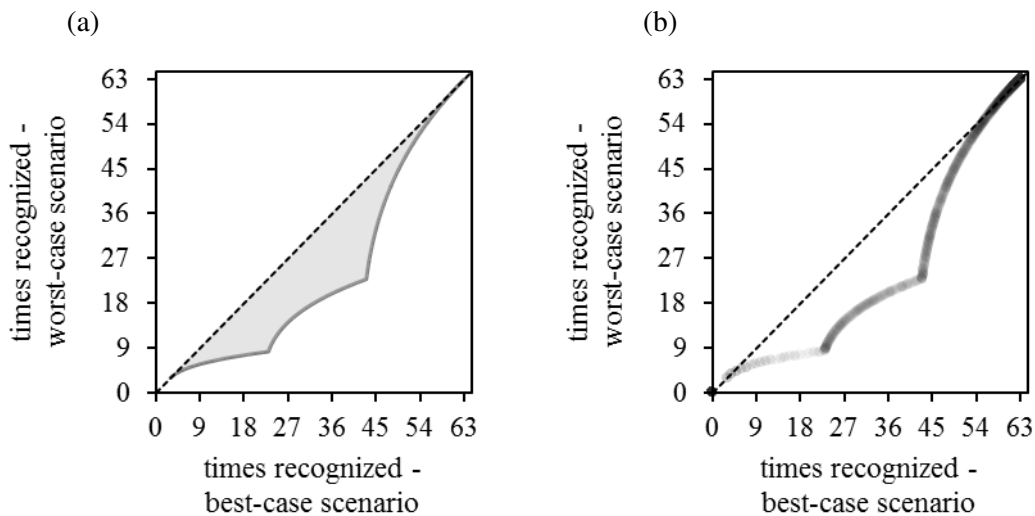 (a)
(b)
times recognized -
worst-case scenario
63
54
45
36
27
18
9
0
0 9 18 27 36 45 54 63
times recognized -
best-case scenario
times recognized -
worst-case scenario
63
54
45
36
27
18
9
0
0 9 18 27 36 45 54 63
times recognized -
best-case scenario